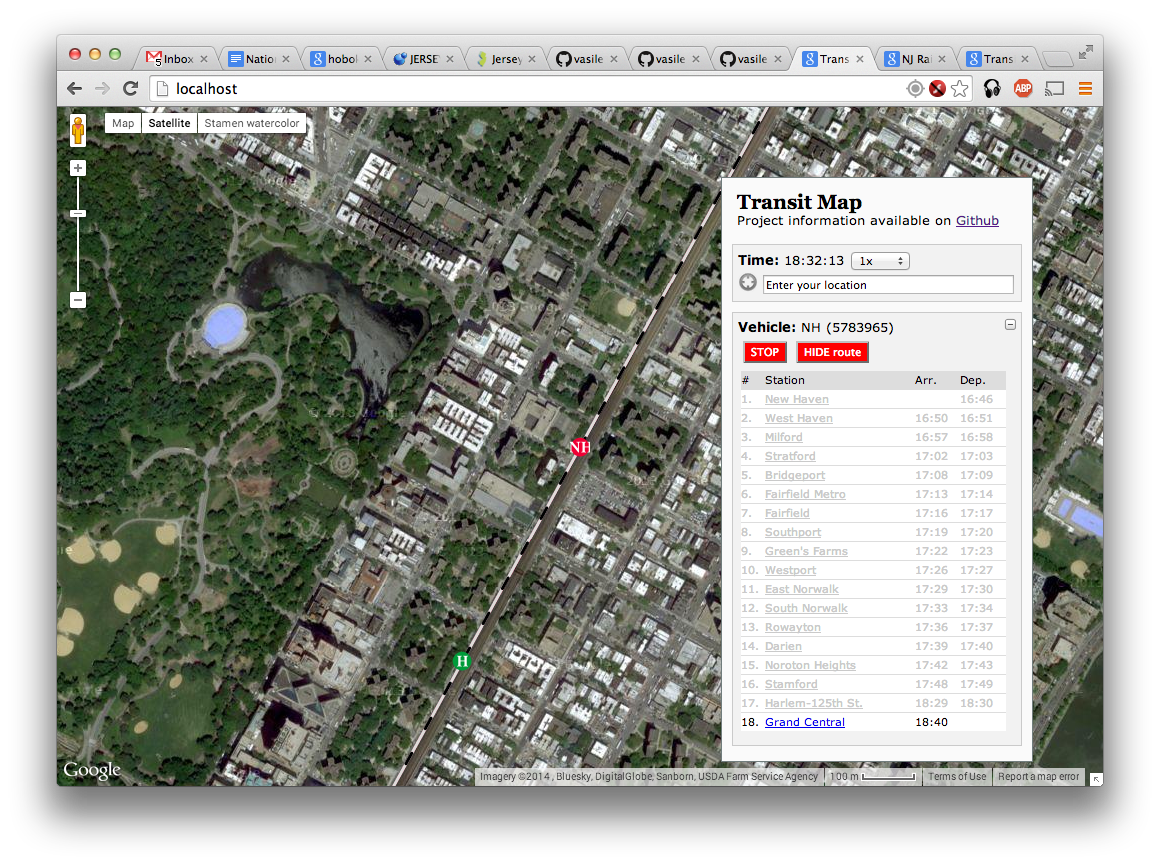 5 Inbox
Natio
hobol
JERSE
Jersey
vasile
vasile
vasile
Trans
NJ Rai
Trans
localhost
ABP
Map Satellite Stamen watercolor
Transit Map
Project information available on Github
Time: 18:32:13 1x
Enter your location
Vehicle: NH (5783965)
STOP HIDE route
# Station Arr. Dep.
1. New Haven 16:46
2. West Haven 16:50 16:51
3. Milford 16:57 16:58
4. Stratford 17:02 17:03
5. Bridgeport 17:08 17:09
6. Fairfield Metro 17:13 17:14
7. Fairfield 17:16 17:17
8. Southport 17:19 17:20
9. Green's Farms 17:22 17:23
10. Westport 17:26 17:27
11. East Norwalk 17:29 17:30
12. South Norwalk 17:33 17:34
13. Rowayton 17:36 17:37
14. Darien 17:39 17:40
15. Noroton Heights 17:42 17:43
16. Stamford 17:48 17:49
17. Harlem-125th St. 18:29 18:30
18. Grand Central 18:40
NH
H
Google
Imagery ©2014 , Bluesky, DigitalGlobe, Sanborn, USDA Farm Service Agency
100 m
Terms of Use
Report a map error